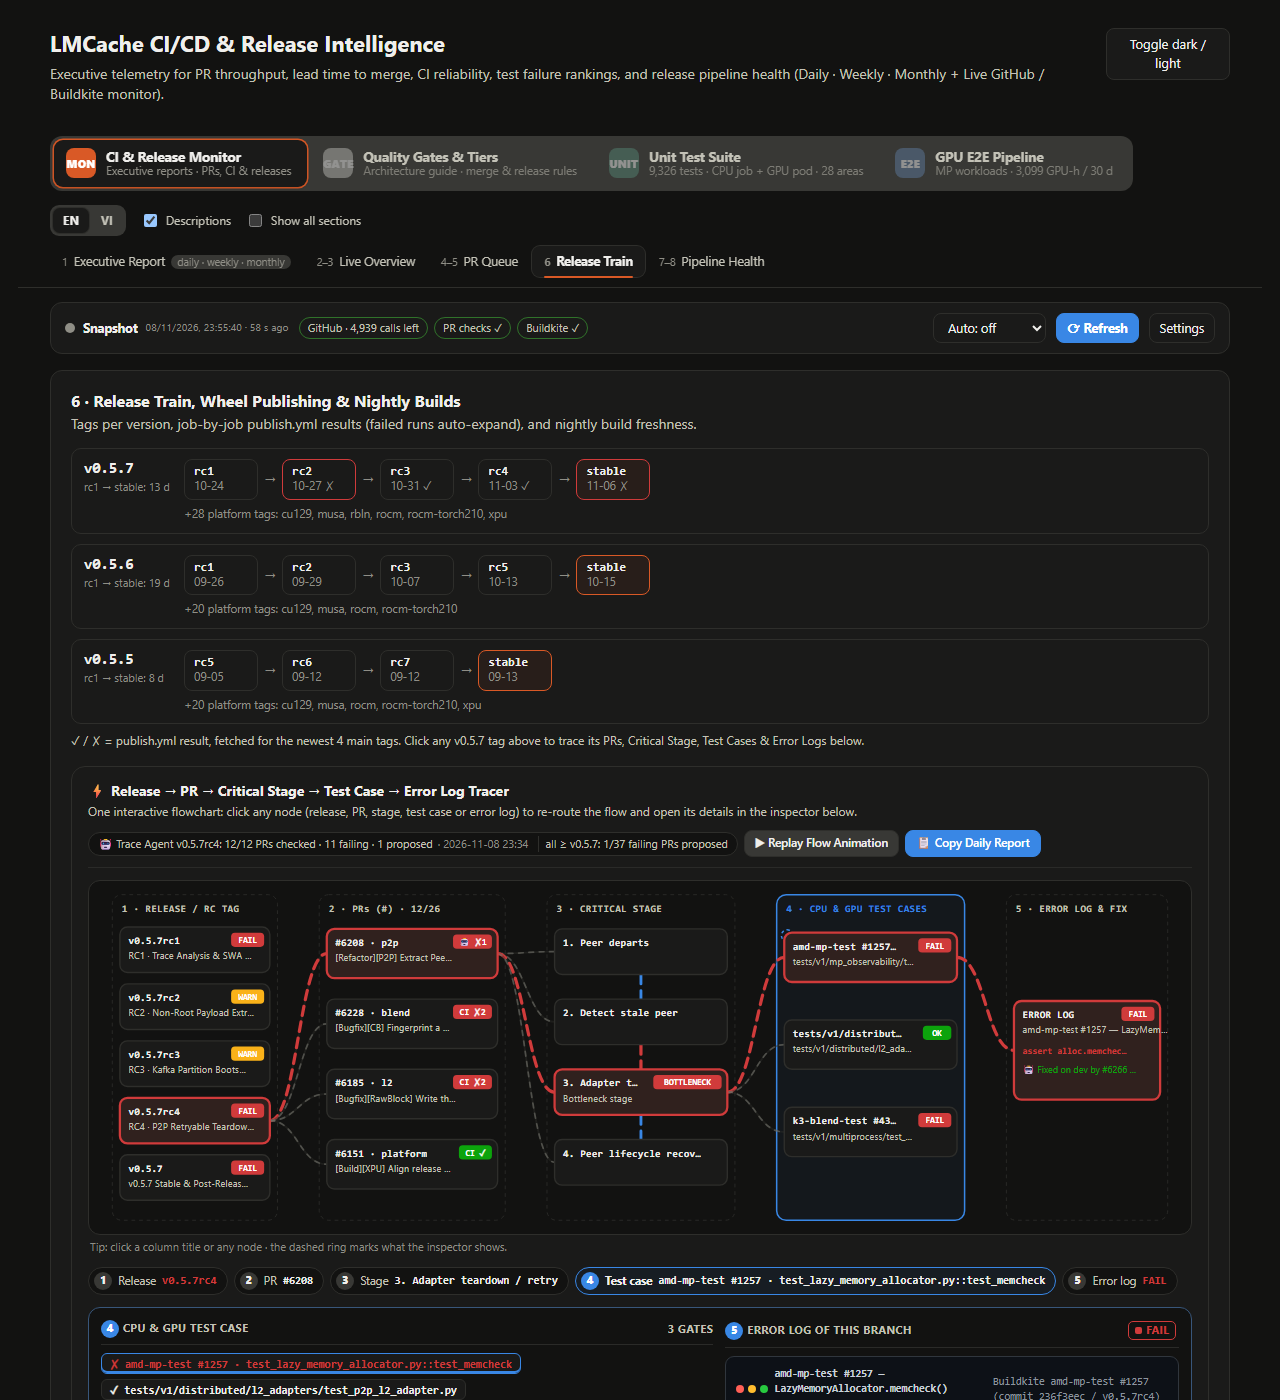 LMCache CI/CD & Release Intelligence
Toggle dark / light
Executive telemetry for PR throughput, lead time to merge, CI reliability, test failure rankings, and release pipeline health (Daily · Weekly · Monthly + Live GitHub /
Buildkite monitor).
MON CI & Release Monitor
Executive reports · PRs, CI & releases
GATE Quality Gates & Tiers
Architecture guide · merge & release rules
UNIT Unit Test Suite
9,326 tests · CPU job + GPU pod · 28 areas
E2E GPU E2E Pipeline
MP workloads · 3,099 GPU-h / 30 d
EN VI Descriptions Show all sections
1 Executive Report daily · weekly · monthly 2–3 Live Overview 4–5 PR Queue 6 Release Train 7–8 Pipeline Health
Snapshot 08/11/2026, 23:55:40 · 58 s ago GitHub · 4,939 calls left PR checks ✓ Buildkite ✓ Auto: off ⟳ Refresh Settings
6 · Release Train, Wheel Publishing & Nightly Builds
Tags per version, job-by-job publish.yml results (failed runs auto-expand), and nightly build freshness.
v0.5.7
rc1 → stable: 13 d
rc1
10-24
→
rc2
10-27 ✗
→
rc3
10-31 ✓
→
rc4
11-03 ✓
→
stable
11-06 ✗
+28 platform tags: cu129, musa, rbln, rocm, rocm-torch210, xpu
v0.5.6
rc1 → stable: 19 d
rc1
09-26
→
rc2
09-29
→
rc3
10-07
→
rc5
10-13
→
stable
10-15
+20 platform tags: cu129, musa, rocm, rocm-torch210
v0.5.5
rc1 → stable: 8 d
rc5
09-05
→
rc6
09-12
→
rc7
09-12
→
stable
09-13
+20 platform tags: cu129, musa, rocm, rocm-torch210, xpu
✓ / ✗ = publish.yml result, fetched for the newest 4 main tags. Click any v0.5.7 tag above to trace its PRs, Critical Stage, Test Cases & Error Logs below.
Release → PR → Critical Stage → Test Case → Error Log Tracer
One interactive flowchart: click any node (release, PR, stage, test case or error log) to re-route the flow and open its details in the inspector below.
Trace Agent v0.5.7rc4: 12/12 PRs checked · 11 failing · 1 proposed · 2026-11-08 23:34 all ≥ v0.5.7: 1/37 failing PRs proposed ▶ Replay Flow Animation Copy Daily Report
1 · RELEASE / RC TAG
v0.5.7rc1 FAIL
RC1 · Trace Analysis & SWA ...
v0.5.7rc2 WARN
RC2 · Non-Root Payload Extr...
v0.5.7rc3 WARN
RC3 · Kafka Partition Boots...
v0.5.7rc4 FAIL
RC4 · P2P Retryable Teardow...
v0.5.7 FAIL
v0.5.7 Stable & Post-Releas...
2 · PRs (#) · 12/26
#6208 · p2p ✗1
[Refactor][P2P] Extract Pee...
#6228 · blend CI ✗2
[Bugfix][CB] Fingerprint a ...
#6185 · l2 CI ✗2
[Bugfix][RawBlock] Write th...
#6151 · platform CI ✓
[Build][XPU] Align release ...
3 · CRITICAL STAGE
1. Peer departs
2. Detect stale peer
3. Adapter t… BOTTLENECK
Bottleneck stage
4. Peer lifecycle recov…
4 · CPU & GPU TEST CASES
amd-mp-test #1257… FAIL
tests/v1/mp_observability/t...
tests/v1/distribut… OK
tests/v1/distributed/l2_ada...
k3-blend-test #43… FAIL
tests/v1/multiprocess/test_...
5 · ERROR LOG & FIX
ERROR LOG FAIL
amd-mp-test #1257 — LazyMem...
assert alloc.memchec…
Fixed on dev by #6266 ...
Tip: click a column title or any node · the dashed ring marks what the inspector shows.
1 Release v0.5.7rc4 2 PR #6208 3 Stage 3. Adapter teardown / retry 4 Test case amd-mp-test #1257 · test_lazy_memory_allocator.py::test_memcheck 5 Error log FAIL
4 CPU & GPU TEST CASE 3 GATES
✗ amd-mp-test #1257 · test_lazy_memory_allocator.py::test_memcheck
✓ tests/v1/distributed/l2_adapters/test_p2p_l2_adapter.py
5 ERROR LOG OF THIS BRANCH FAIL
amd-mp-test #1257 —
LazyMemoryAllocator.memcheck()
Buildkite amd-mp-test #1257
(commit 236f3eec / v0.5.7rc4)